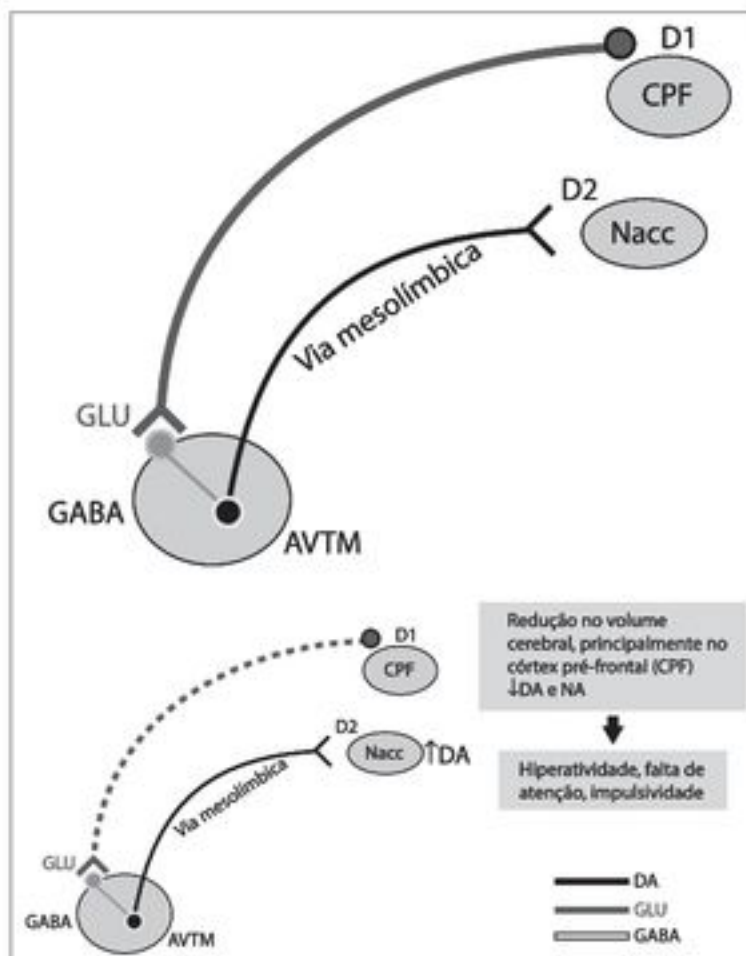 D1
CPF
D2
Nacc
Via mesolímbica
GLU
GABA
AVTM
D1
CPF
D2
Nacc
↑DA
Via mesolímbica
GLU
GABA
AVTM
Redução no volume
cerebral, principalmente no
córtex pré-frontal (CPF)
↓DA e NA
Hiperatividade, falta de
atenção, impulsividade
DA
GLU
GABA